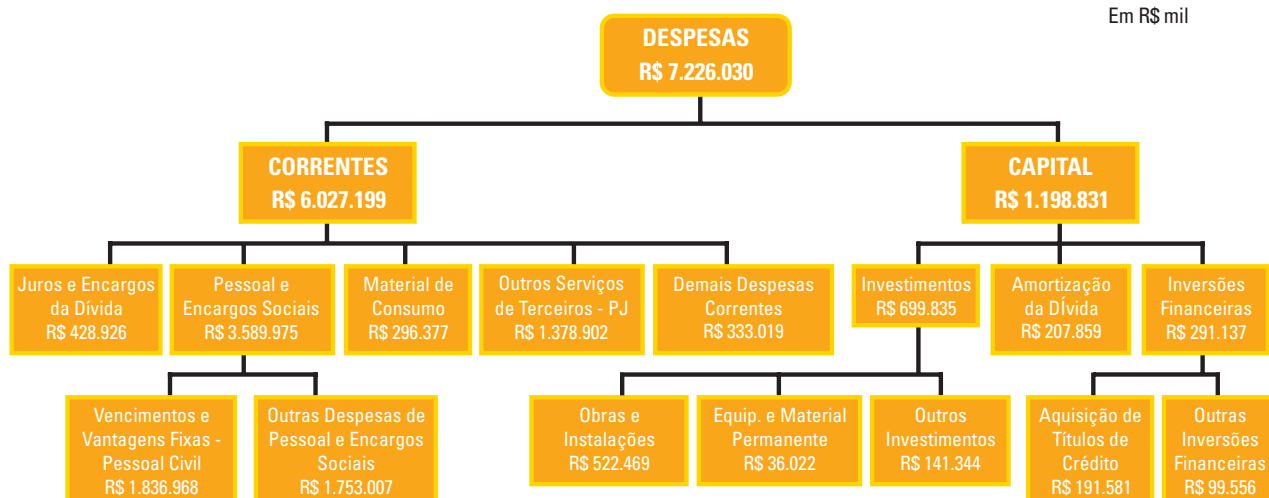 Em R$ mil
DESPESAS
R$ 7.226.030
CORRENTES
R$ 6.027.199
CAPITAL
R$ 1.198.831
Juros e Encargos
da Dívida
R$ 428.926
Pessoal e
Encargos Sociais
R$ 3.589.975
Material de
Consumo
R$ 296.377
Outros Serviços
de Terceiros - PJ
R$ 1.378.902
Demais Despesas
Correntes
R$ 333.019
Investimentos
R$ 699.835
Amortização
da DÍvida
R$ 207.859
Inversões
Financeiras
R$ 291.137
Vencimentos e
Vantagens Fixas -
Pessoal Civil
R$ 1.836.968
Outras Despesas de
Pessoal e Encargos
Sociais
R$ 1.753.007
Obras e
Instalações
R$ 522.469
Equip. e Material
Permanente
R$ 36.022
Outros
Investimentos
R$ 141.344
Aquisição de
Títulos de
Crédito
R$ 191.581
Outras
Inversões
Financeiras
R$ 99.556